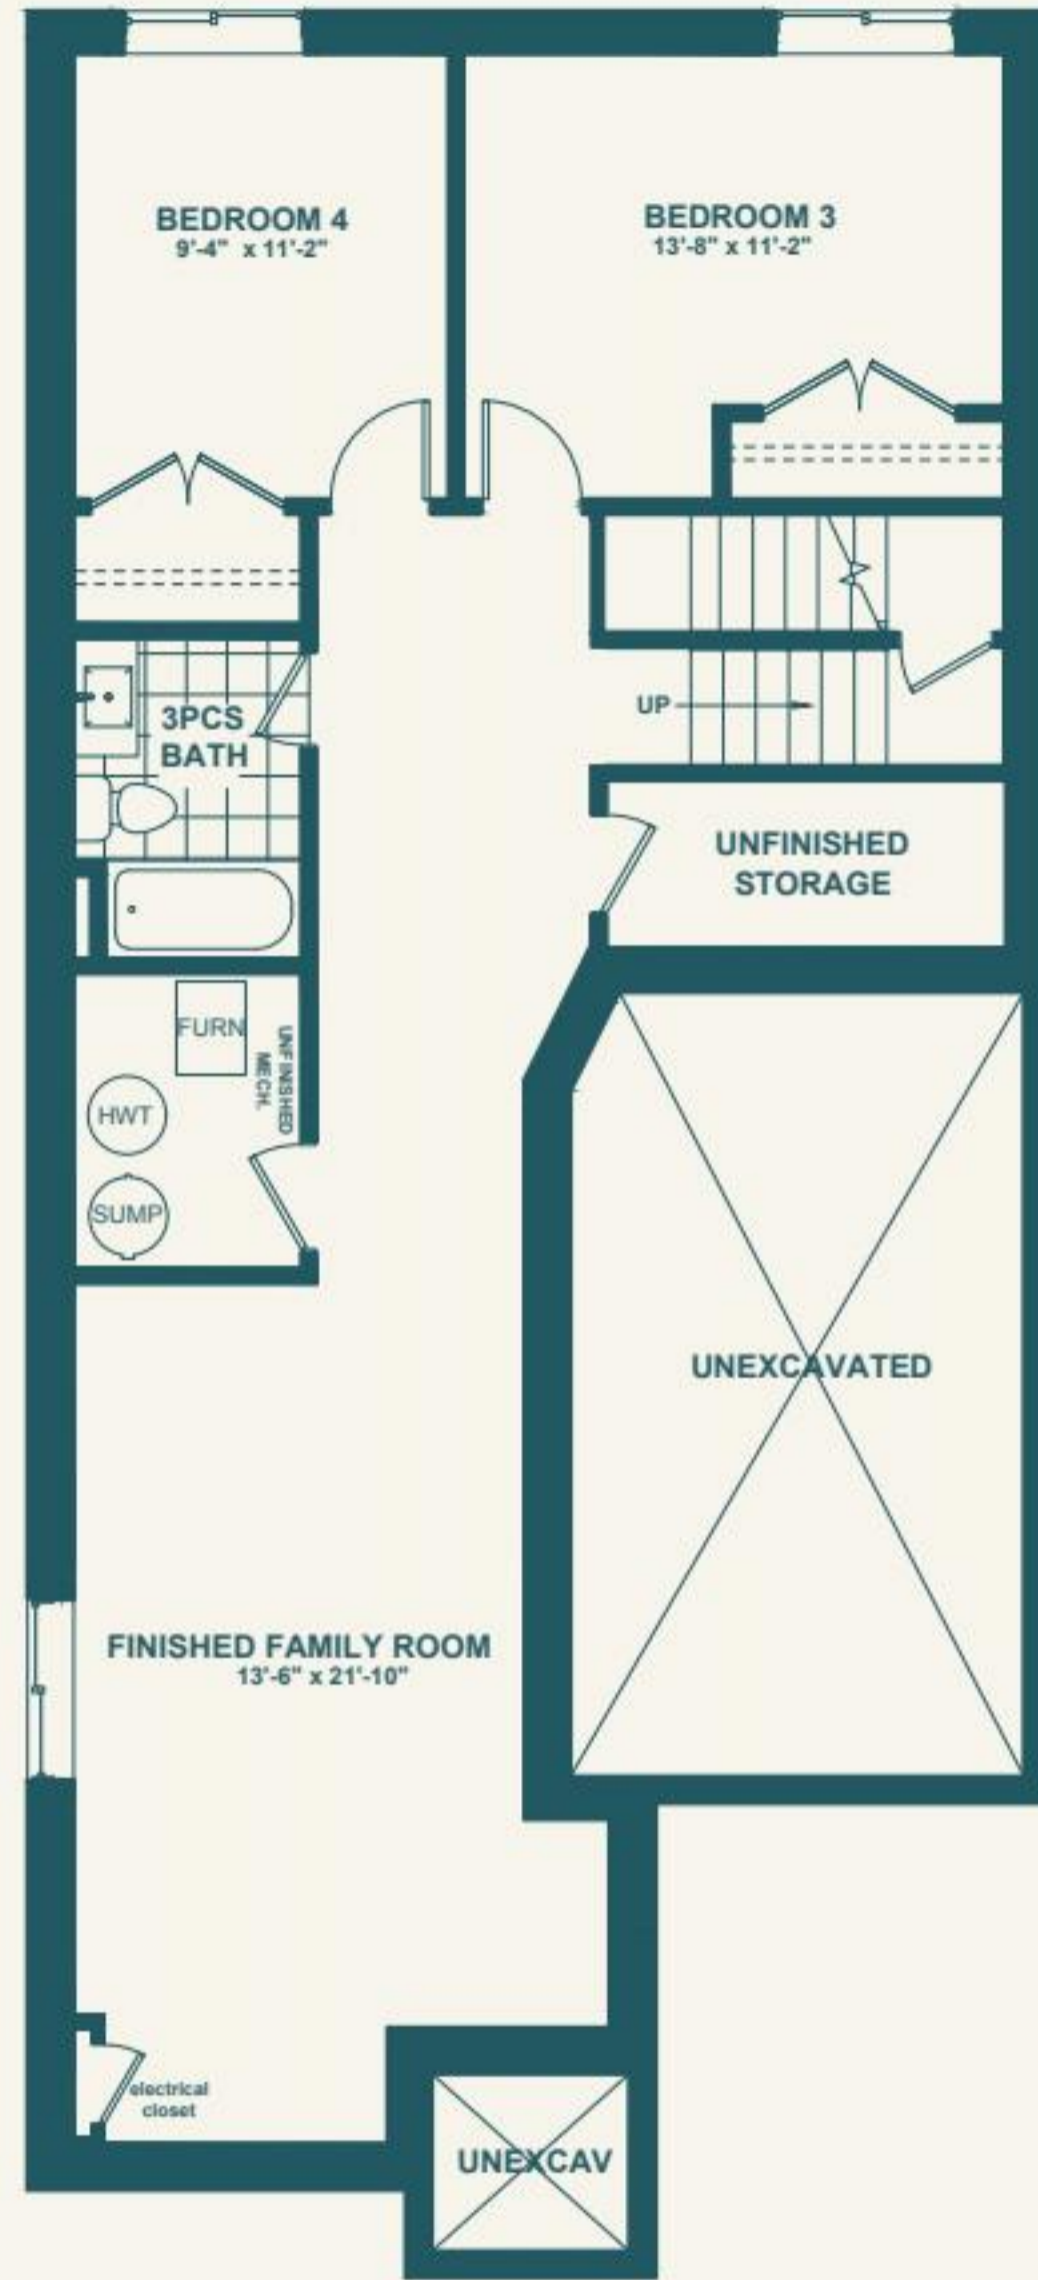 BEDROOM 4
9'-4" x 11'-2"
BEDROOM 3
13'-8" x 11'-2"
3PCS
BATH
UP
UNFINISHED
STORAGE
FURN
UNFINISHED
MECH.
HWT
SUMP
UNEXCAVATED
FINISHED FAMILY ROOM
13'-6" x 21'-10"
electrical
closet
UNEXCAV